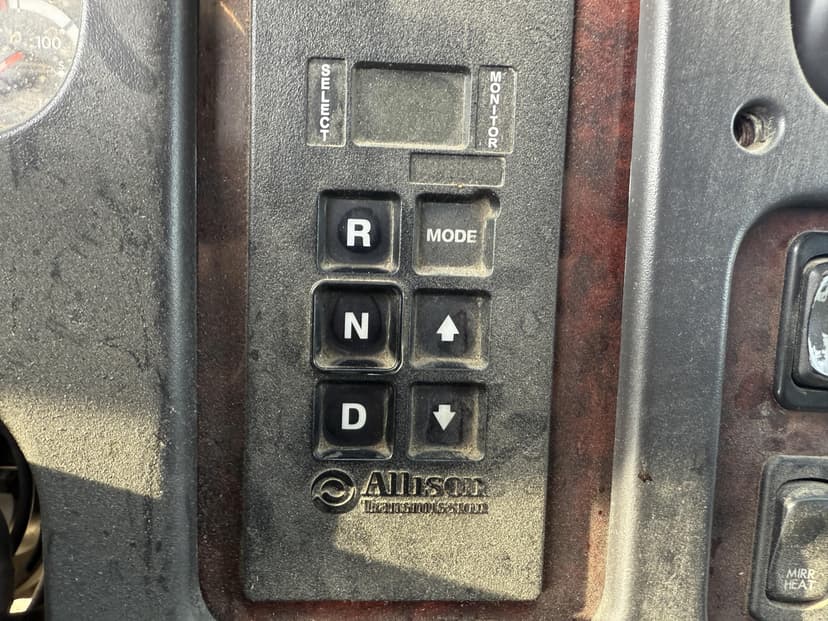 100
SELECT
MONITOR
R
MODE
N
D
Allison
Transmission
MIRR
HEAT